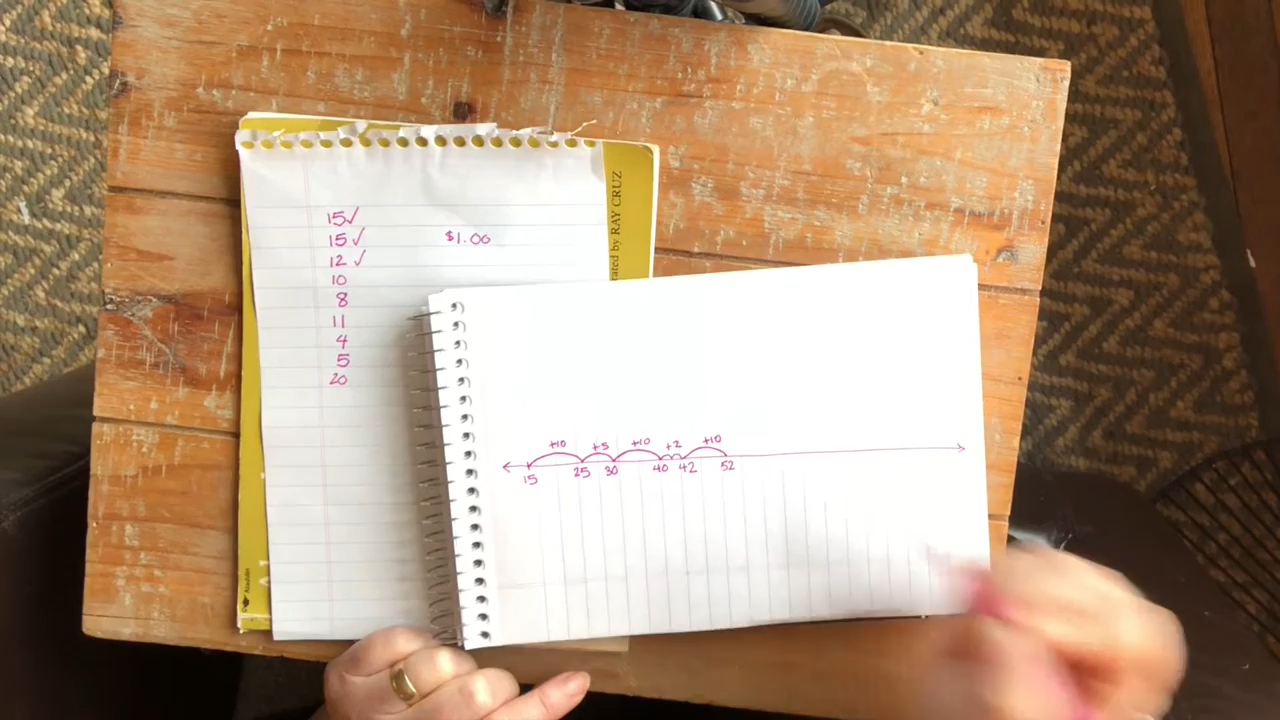 15✓
15✓
$1.00
12✓
10
8
11
4
5
20
ated by RAY CRUZ
Aladdin
+10 +5 +10 +2 +10
15 25 30 40 42 52